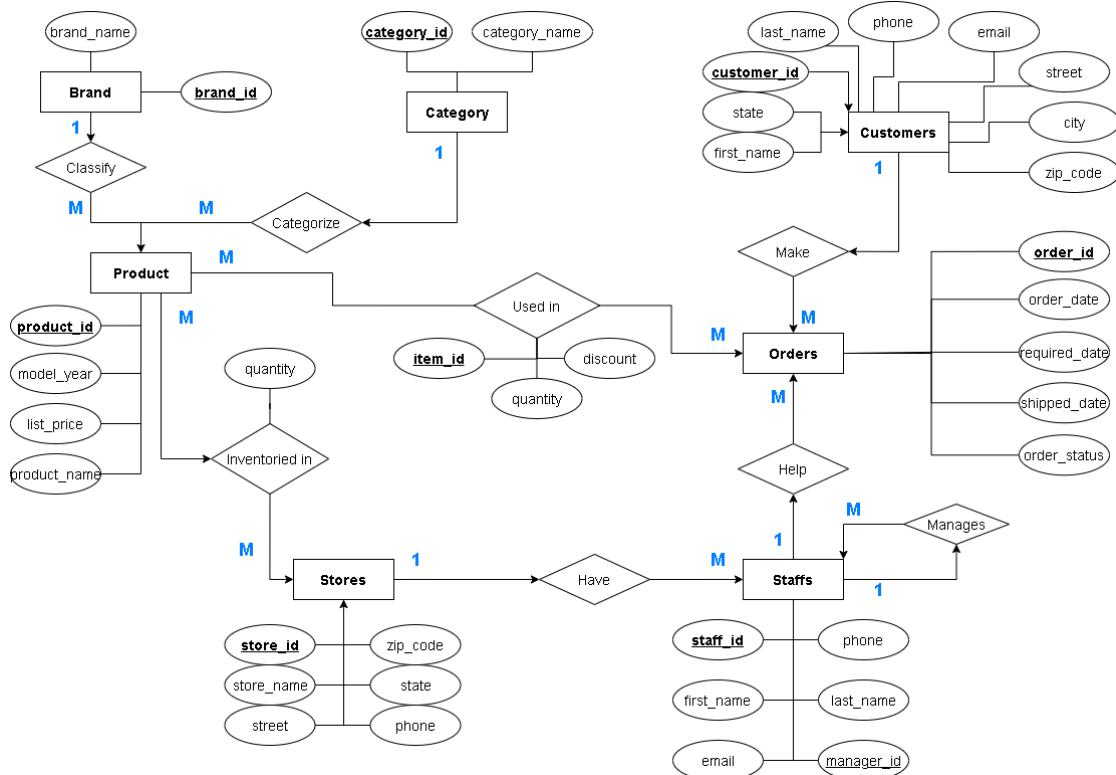 brand_name
Brand
brand_id
1
Classify
M
category_id
category_name
Category
1
M
Categorize
last_name
phone
email
customer_id
street
state
Customers
city
first_name
1
zip_code
Make
M
order_id
order_date
Orders
required_date
shipped_date
order_status
Product
M
M
product_id
model_year
list_price
product_name
Used in
M
item_id
discount
quantity
quantity
Inventoried in
M
Stores
1
Have
M
store_id
zip_code
store_name
state
street
phone
M
Help
1
Staffs
M
Manages
1
staff_id
phone
first_name
last_name
email
manager_id